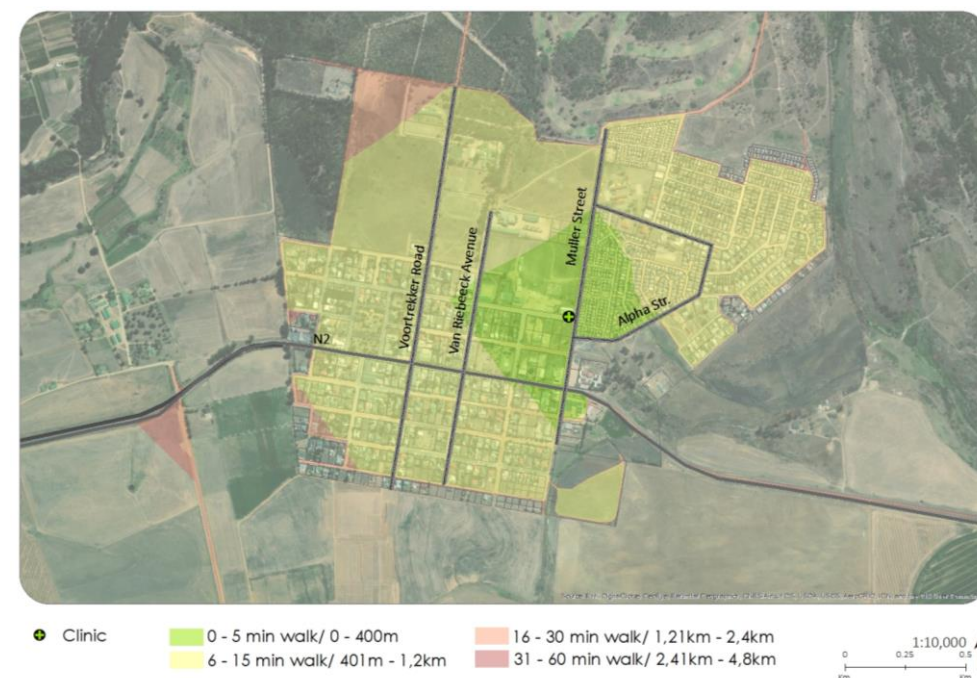 Muller Street
Voortrekker Road
Van Riebeeck Avenue
Alpha Str.
N2
Clinic
0 - 5 min walk/ 0 - 400m
6 - 15 min walk/ 401m - 1,2km
16 - 30 min walk/ 1,21km - 2,4km
31 - 60 min walk/ 2,41km - 4,8km
1:10,000
0 0.25 0.5
Km Km